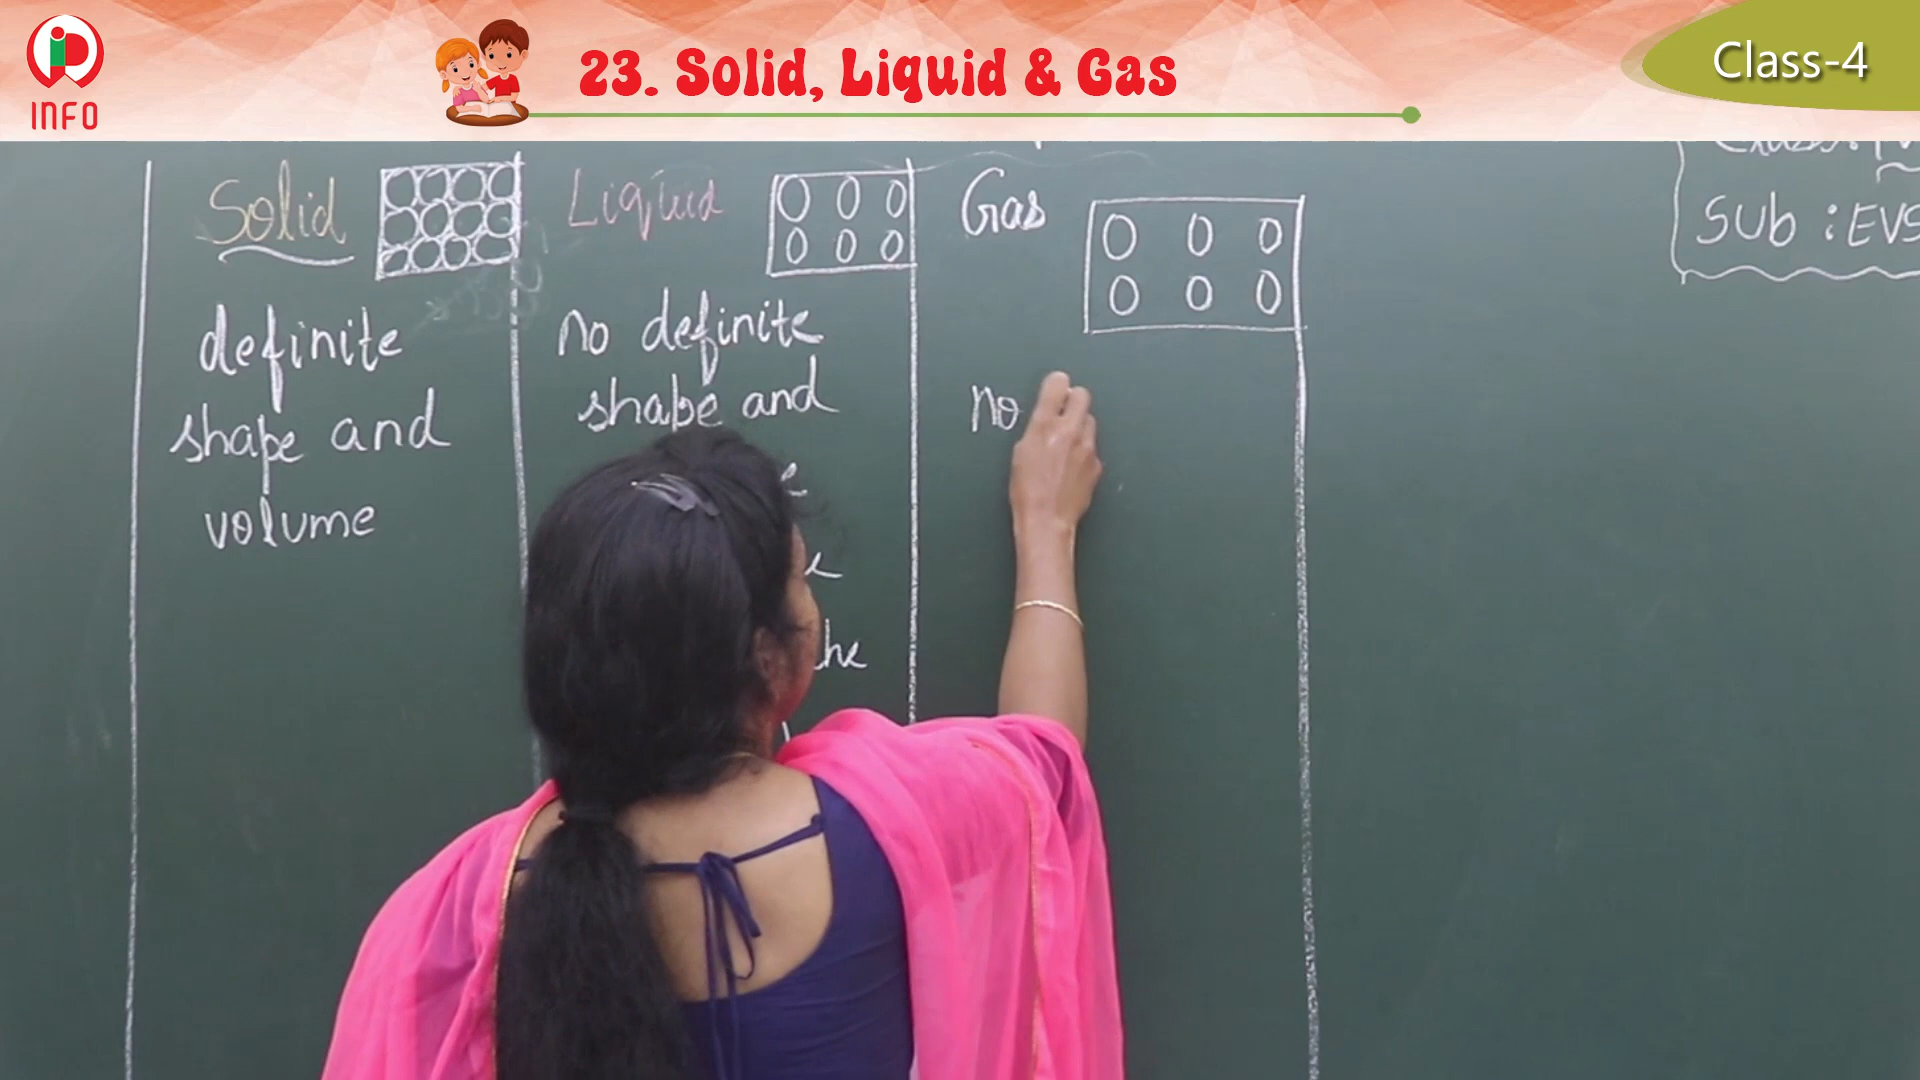 INFO
23. Solid, Liquid & Gas
Class-4
Sub : EVS
Solid
Liquid
Gas
definite
shape and
volume
no definite
shape and
the
no